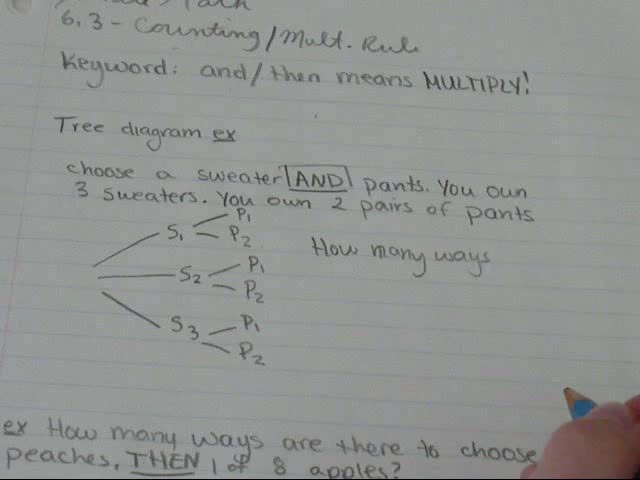 6.3 - Counting/Mult. Rule
Keyword: and/then means MULTIPLY!
Tree diagram ex
choose a sweater AND pants. You own
3 sweaters. You own 2 pairs of pants
S1 P1
P2
How many ways
S2 P1
P2
S3 P1
P2
ex How many ways are there to choose
peaches, THEN 1 of 8 apples?